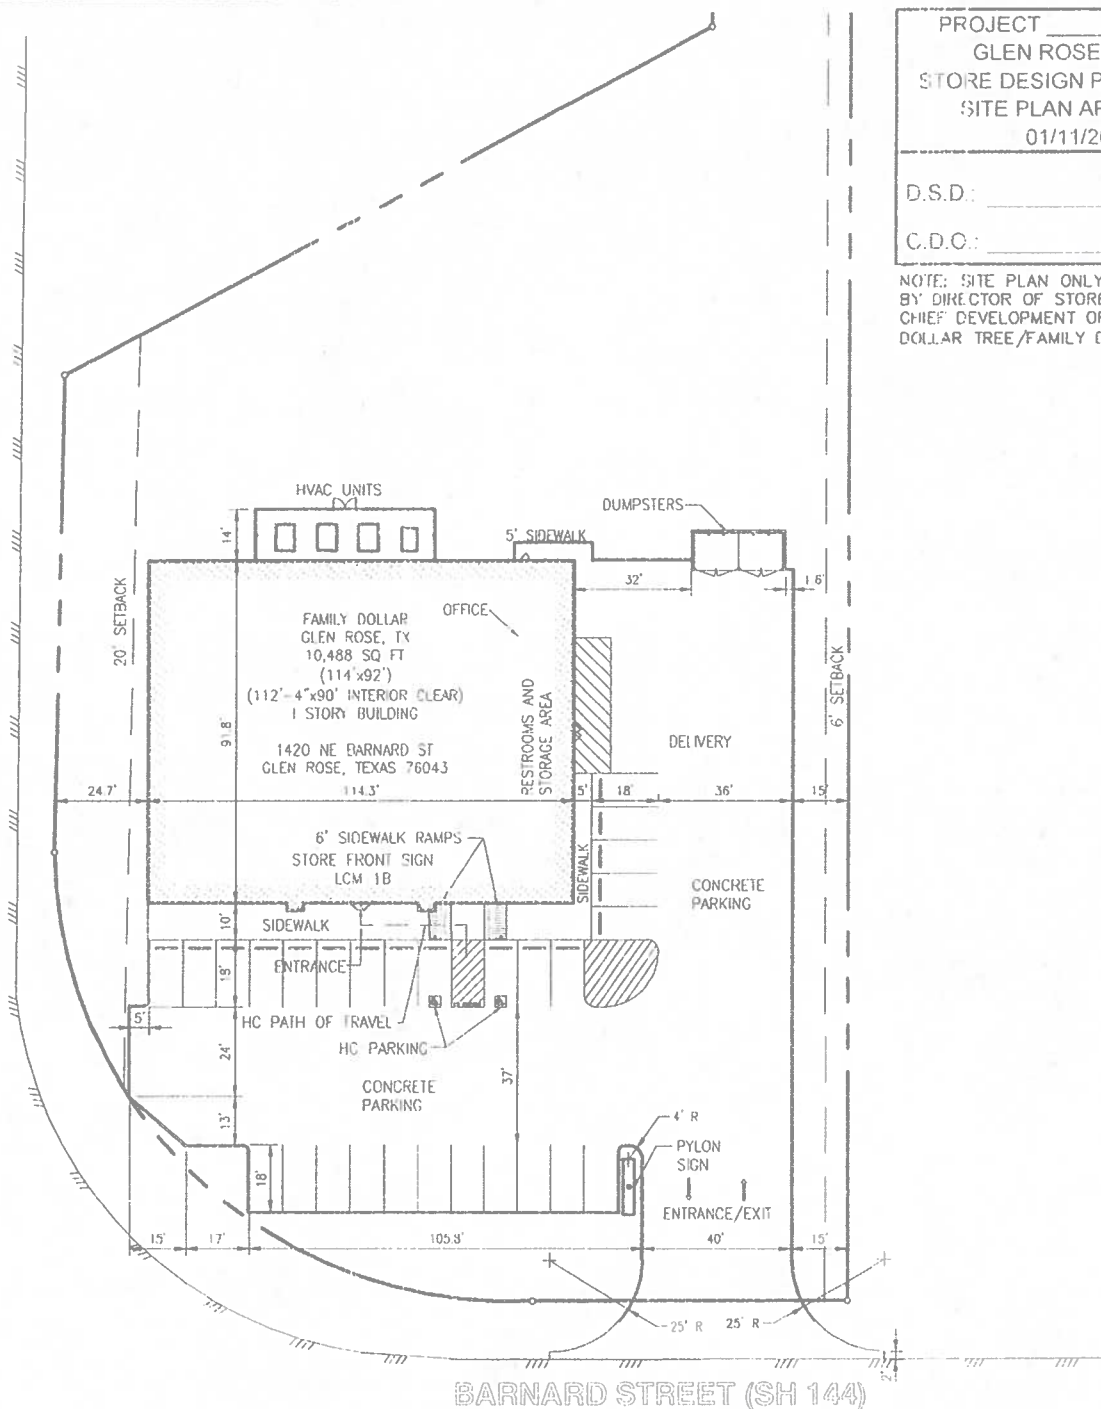 PROJECT
GLEN ROSE
STORE DESIGN P
SITE PLAN AP
01/11/20
D.S.D.:
C.D.O.:
NOTE: SITE PLAN ONLY
BY DIRECTOR OF STORE
CHIEF DEVELOPMENT OF
DOLLAR TREE/FAMILY D
HVAC UNITS
DUMPSTERS
5' SIDEWALK
14'
32'
1.6'
20' SETBACK
FAMILY DOLLAR
GLEN ROSE, TX
10,488 SQ FT
(114'x92')
(112'-4"x90' INTERIOR CLEAR)
1 STORY BUILDING
1420 NE BARNARD ST
GLEN ROSE, TEXAS 76043
OFFICE
RESTROOMS AND
STORAGE AREA
91.8'
DELIVERY
6' SETBACK
24.7'
114.3'
5'
18'
36'
15'
6' SIDEWALK RAMPS
STORE FRONT SIGN
LCM 1B
SIDEWALK
CONCRETE
PARKING
10'
SIDEWALK
ENTRANCE
18'
5'
HC PATH OF TRAVEL
HC PARKING
24'
37'
CONCRETE
PARKING
13'
4' R
PYLON
SIGN
18'
ENTRANCE/EXIT
15'
17'
105.8'
40'
15'
25' R
25' R
2'
BARNARD STREET (SH 144)